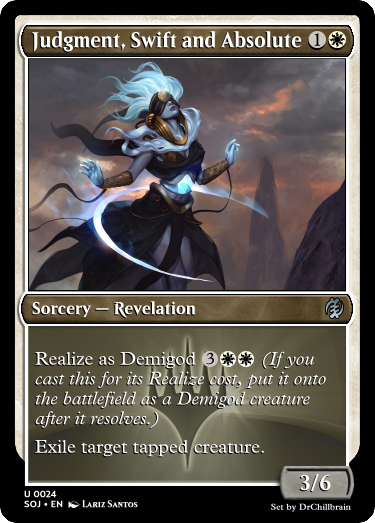 Judgment, Swift and Absolute 1
Sorcery — Revelation
Realize as Demigod 3 (If you
cast this for its Realize cost, put it onto
the battlefield as a Demigod creature
after it resolves.)
Exile target tapped creature.
3/6
U 0024
SOJ • EN Lariz Santos
Set by DrChillbrain